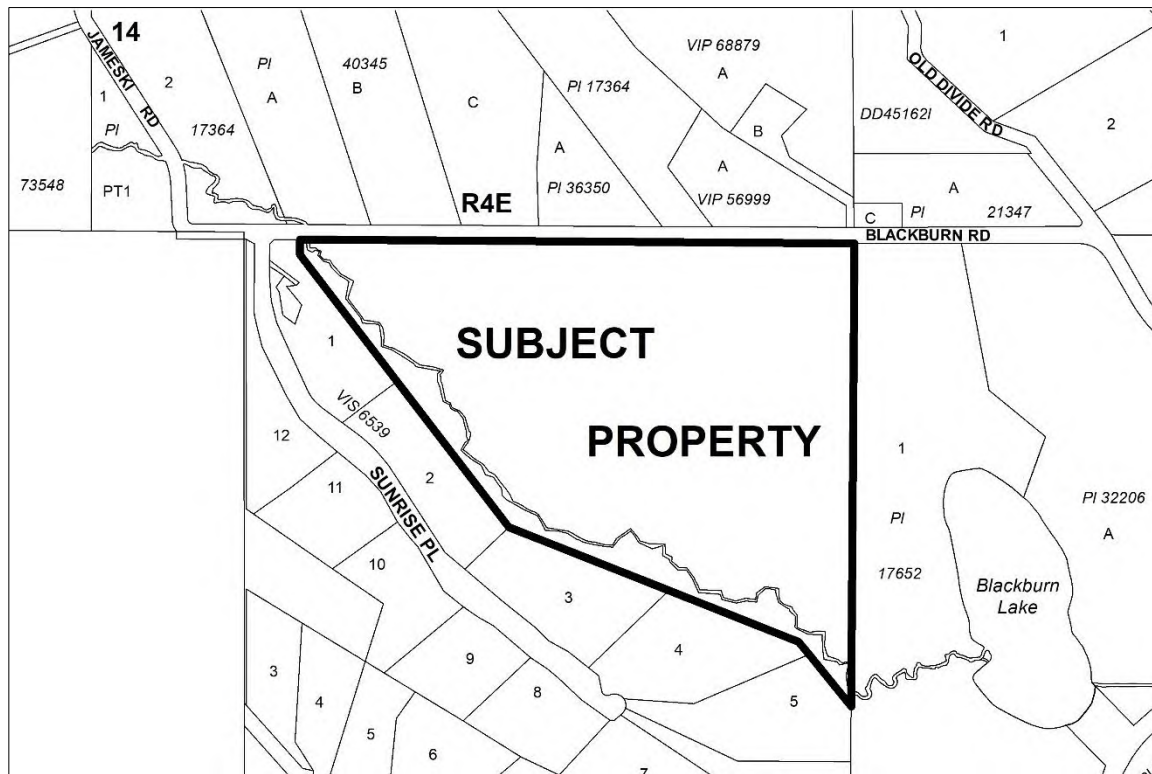 14
JAMESKI RD
1
2
PI
A
40345
B
C
PI 17364
VIP 68879
A
B
OLD DIVIDE RD
1
DD45162I
2
PI
17364
A
PI 36350
A
VIP 56999
A
73548
PT1
R4E
C
PI
21347
BLACKBURN RD
SUBJECT
PROPERTY
1
VIS 6539
2
12
11
SUNRISE PL
10
3
4
9
8
5
1
PI
17652
PI 32206
A
Blackburn
Lake
3
4
5
6
7